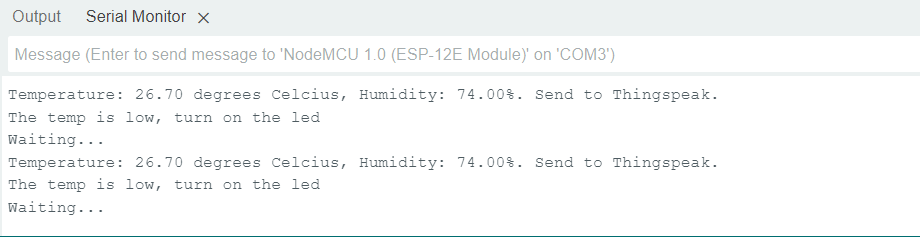 Output Serial Monitor ×
Message (Enter to send message to 'NodeMCU 1.0 (ESP-12E Module)' on 'COM3')
Temperature: 26.70 degrees Celcius, Humidity: 74.00%. Send to Thingspeak.
The temp is low, turn on the led
Waiting...
Temperature: 26.70 degrees Celcius, Humidity: 74.00%. Send to Thingspeak.
The temp is low, turn on the led
Waiting...